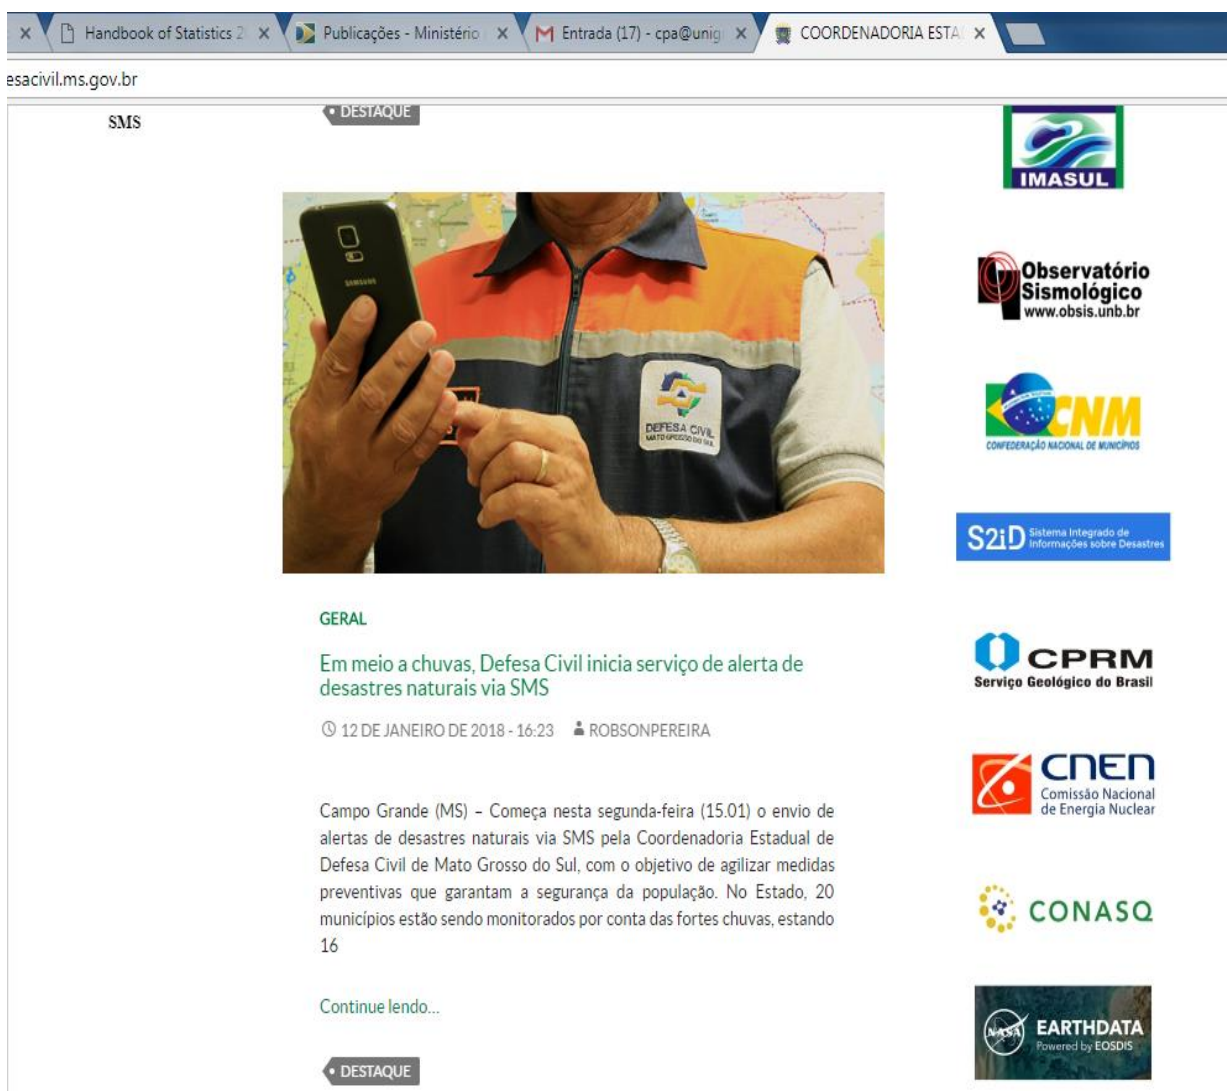 Handbook of Statistics 2
Publicações - Ministério
Entrada (17) - cpa@unig
COORDENADORIA ESTA
esacivil.ms.gov.br
SMS
DESTAQUE
SAMSUNG
DEFESA CIVIL
MATO GROSSO DO SUL
GERAL
Em meio a chuvas, Defesa Civil inicia serviço de alerta de
desastres naturais via SMS
12 DE JANEIRO DE 2018 - 16:23 ROBSONPEREIRA
Campo Grande (MS) – Começa nesta segunda-feira (15.01) o envio de
alertas de desastres naturais via SMS pela Coordenadoria Estadual de
Defesa Civil de Mato Grosso do Sul, com o objetivo de agilizar medidas
preventivas que garantam a segurança da população. No Estado, 20
municípios estão sendo monitorados por conta das fortes chuvas, estando
16
Continue lendo...
DESTAQUE
IMASUL
Observatório
Sismológico
www.obsis.unb.br
CNM
CONFEDERAÇÃO NACIONAL DE MUNICÍPIOS
S2iD Sistema Integrado de
Informações sobre Desastres
CPRM
Serviço Geológico do Brasil
CNEN
Comissão Nacional
de Energia Nuclear
CONASQ
NASA
EARTHDATA
Powered by EOSDIS